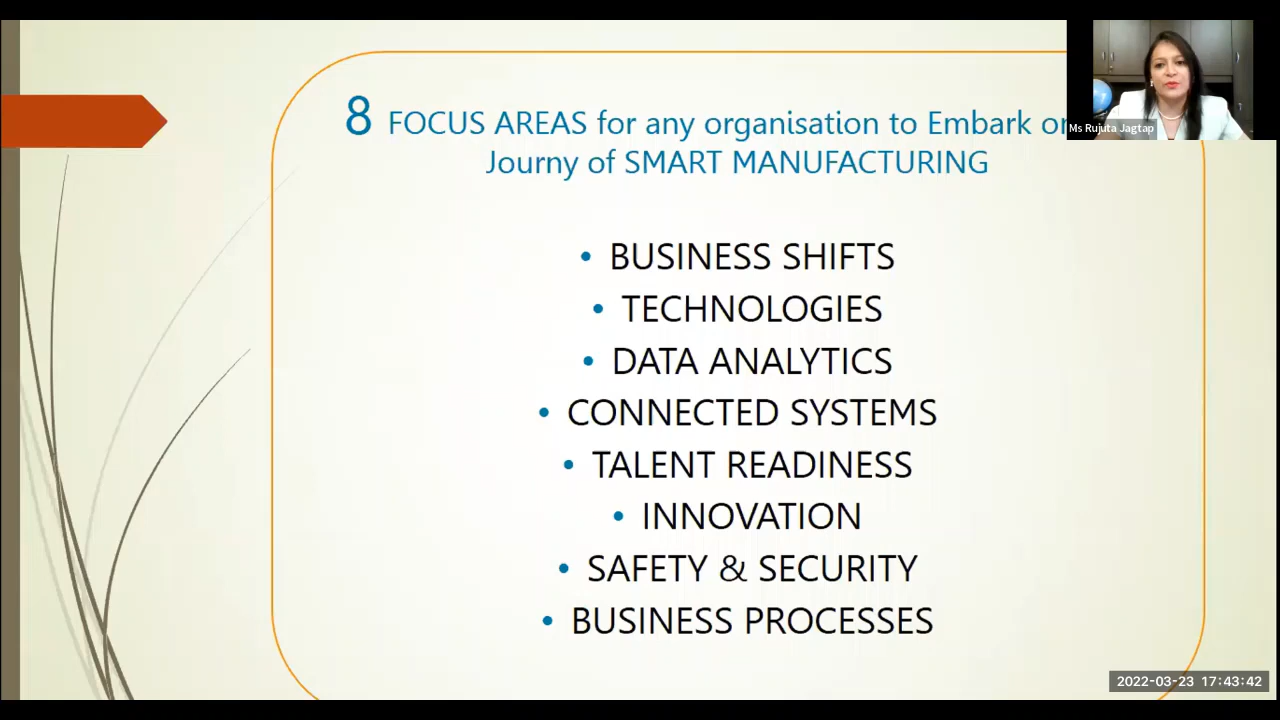 8 FOCUS AREAS for any organisation to Embark on
Journy of SMART MANUFACTURING
• BUSINESS SHIFTS
• TECHNOLOGIES
• DATA ANALYTICS
• CONNECTED SYSTEMS
• TALENT READINESS
• INNOVATION
• SAFETY & SECURITY
• BUSINESS PROCESSES
Ms Rujuta Jagtap
2022-03-23 17:43:42